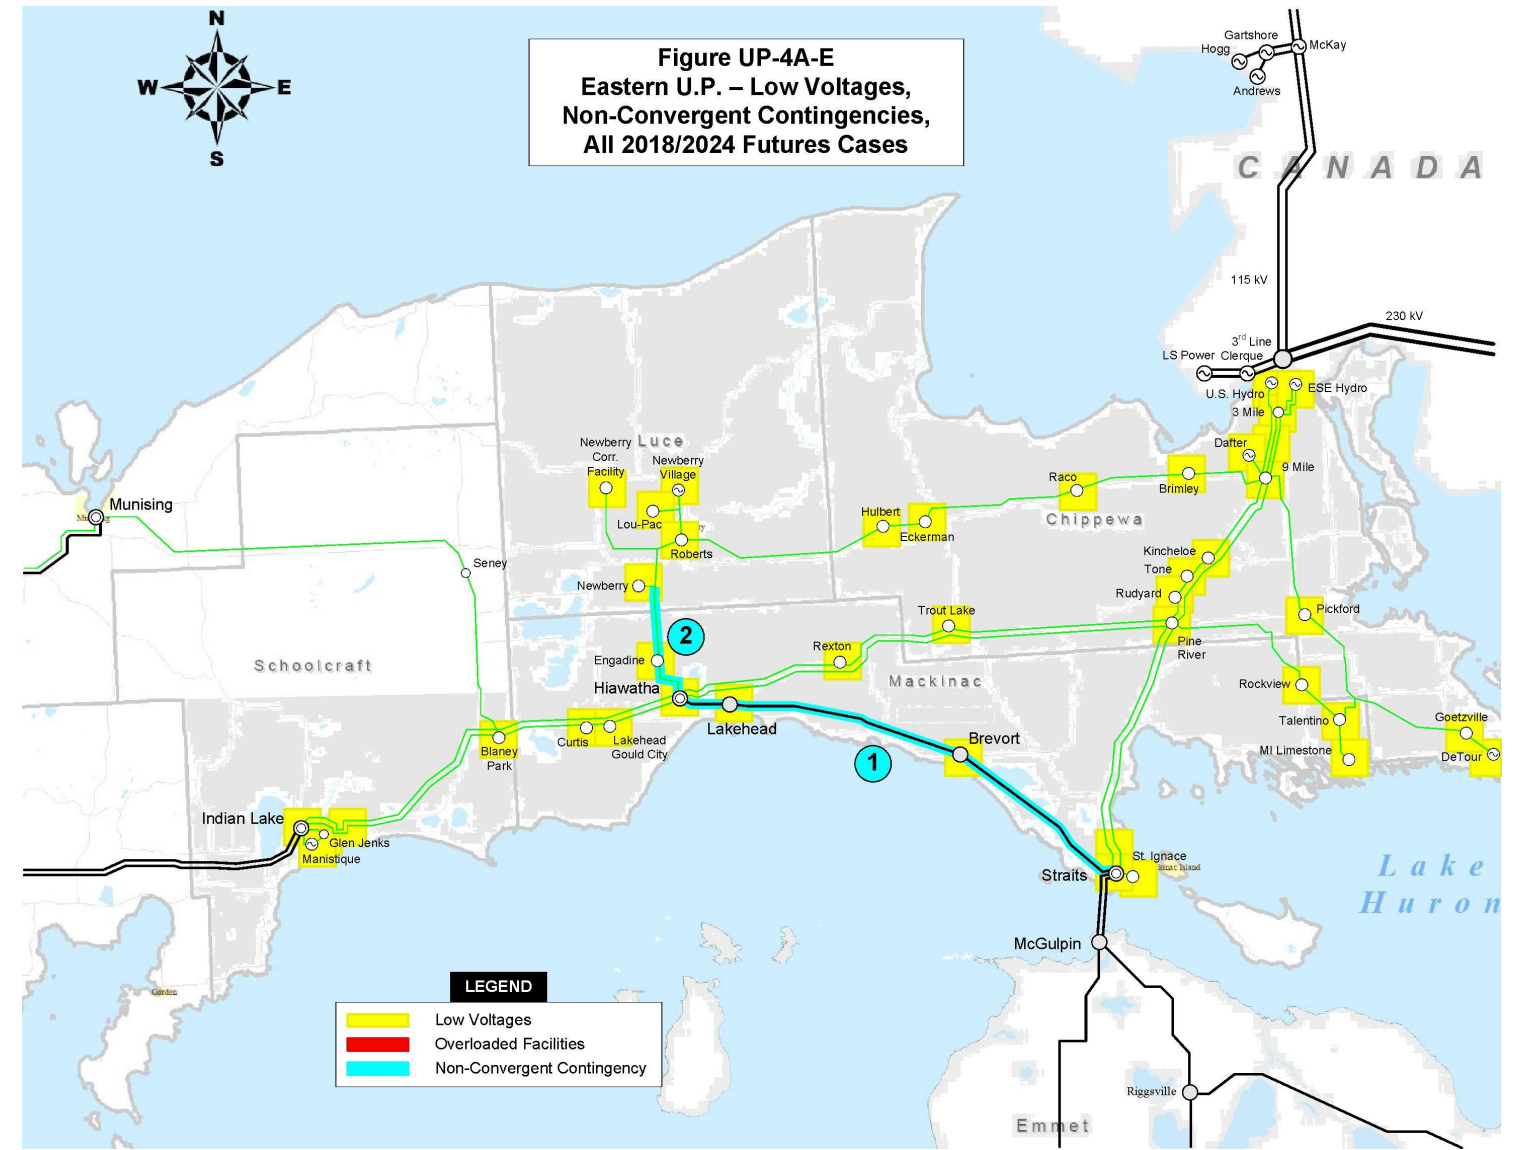 N
W
E
S
Figure UP-4A-E
Eastern U.P. – Low Voltages,
Non-Convergent Contingencies,
All 2018/2024 Futures Cases
Gartshore
Hogg
McKay
Andrews
CANADA
115 kV
230 kV
3rd Line
LS Power
Clerque
U.S. Hydro
ESE Hydro
3 Mile
Dafter
9 Mile
Newberry
Corr.
Facility
Luce
Newberry
Village
Lou-Pac
Roberts
Raco
Brimley
Hulbert
Eckerman
Chippewa
Munising
Seney
Newberry
Kincheloe
Tone
Rudyard
Trout Lake
Pickford
2
Rexton
Pine
River
Engadine
Schoolcraft
Hiawatha
Mackinac
Rockview
Lakehead
Talentino
Goetzville
Curtis
Lakehead
Gould City
Blaney
Park
Brevort
MI Limestone
DeTour
1
Indian Lake
Glen Jenks
Manistique
St. Ignace
kinac Island
Straits
Lake
Huron
McGulpin
Garden
LEGEND
Low Voltages
Overloaded Facilities
Non-Convergent Contingency
Riggsville
Emmet